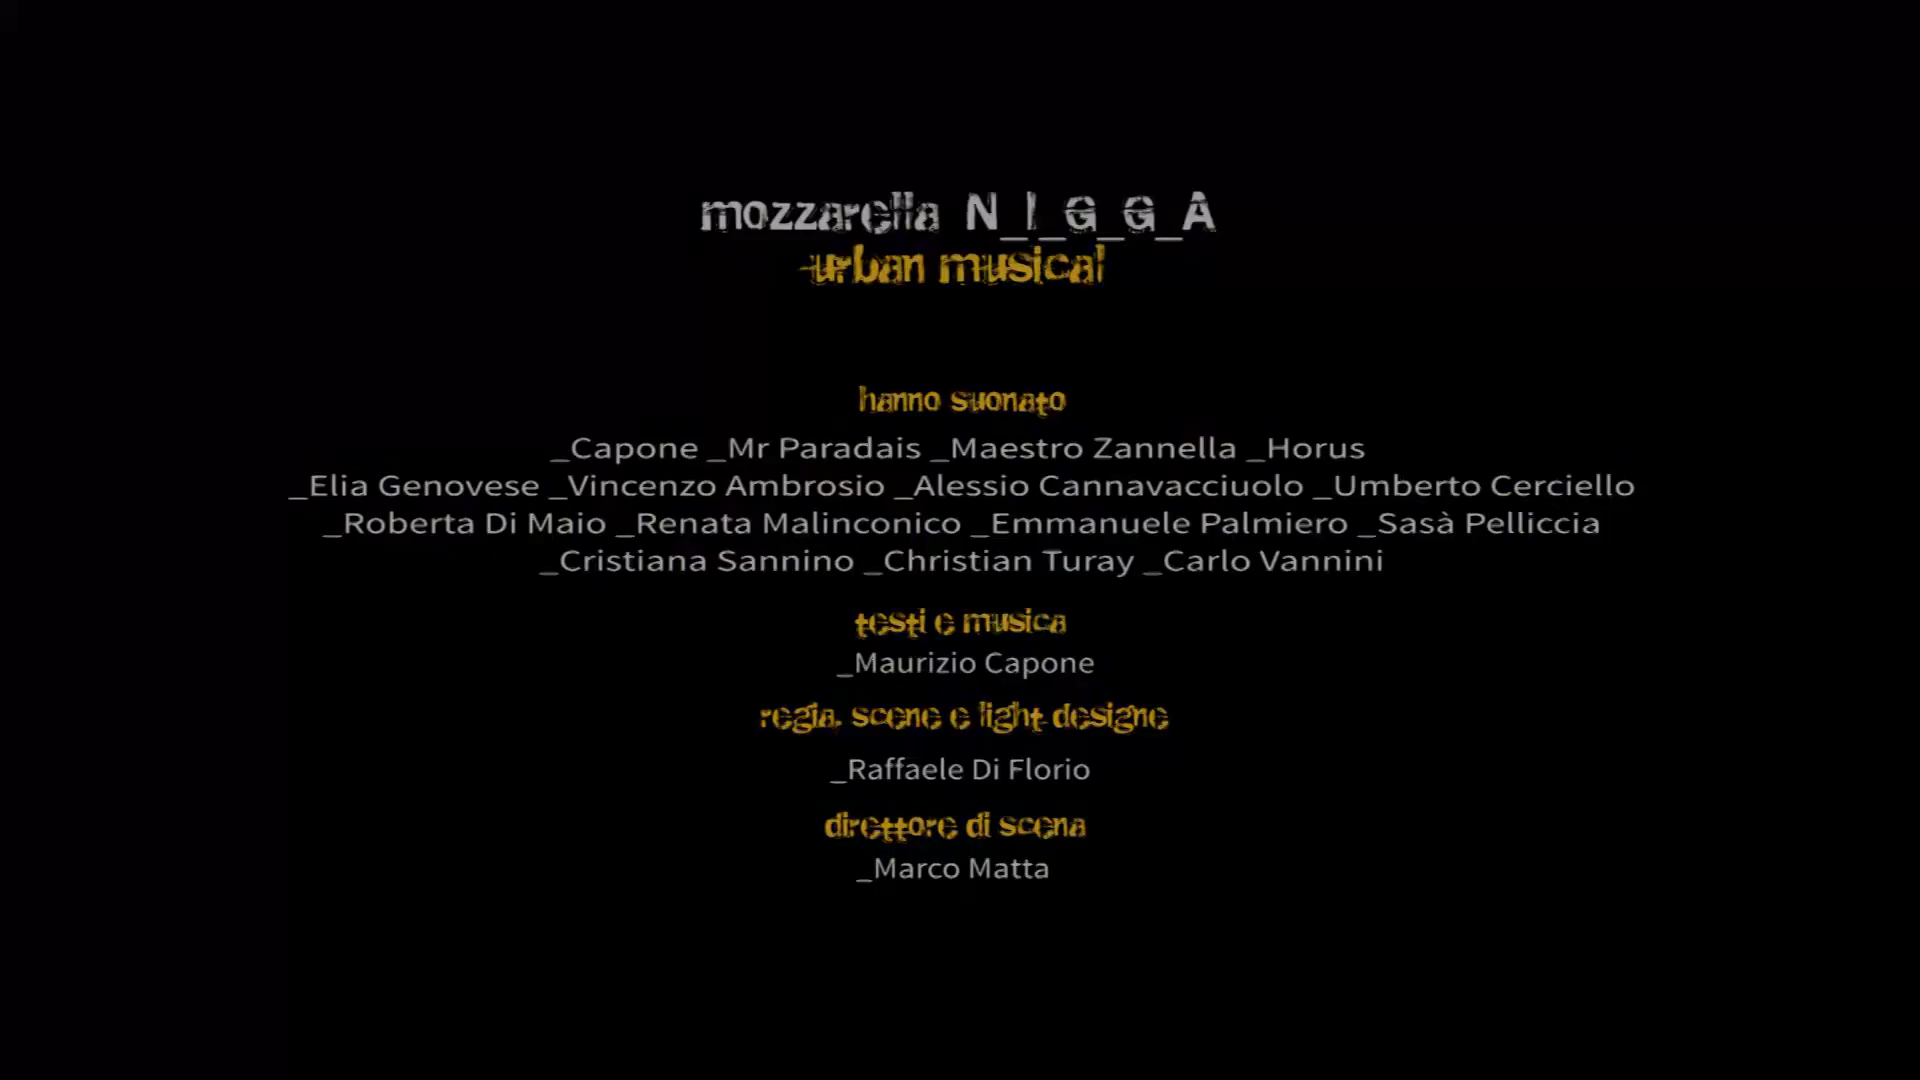 mozzarella N_I_G_G_A
urban musical
hanno suonato
_Capone _Mr Paradais _Maestro Zannella _Horus
_Elia Genovese _Vincenzo Ambrosio _Alessio Cannavacciuolo _Umberto Cerciello
_Roberta Di Maio _Renata Malinconico _Emmanuele Palmiero _Sasà Pelliccia
_Cristiana Sannino _Christian Turay _Carlo Vannini
testi e musica
_Maurizio Capone
regia, scene e light designe
_Raffaele Di Florio
direttore di scena
_Marco Matta